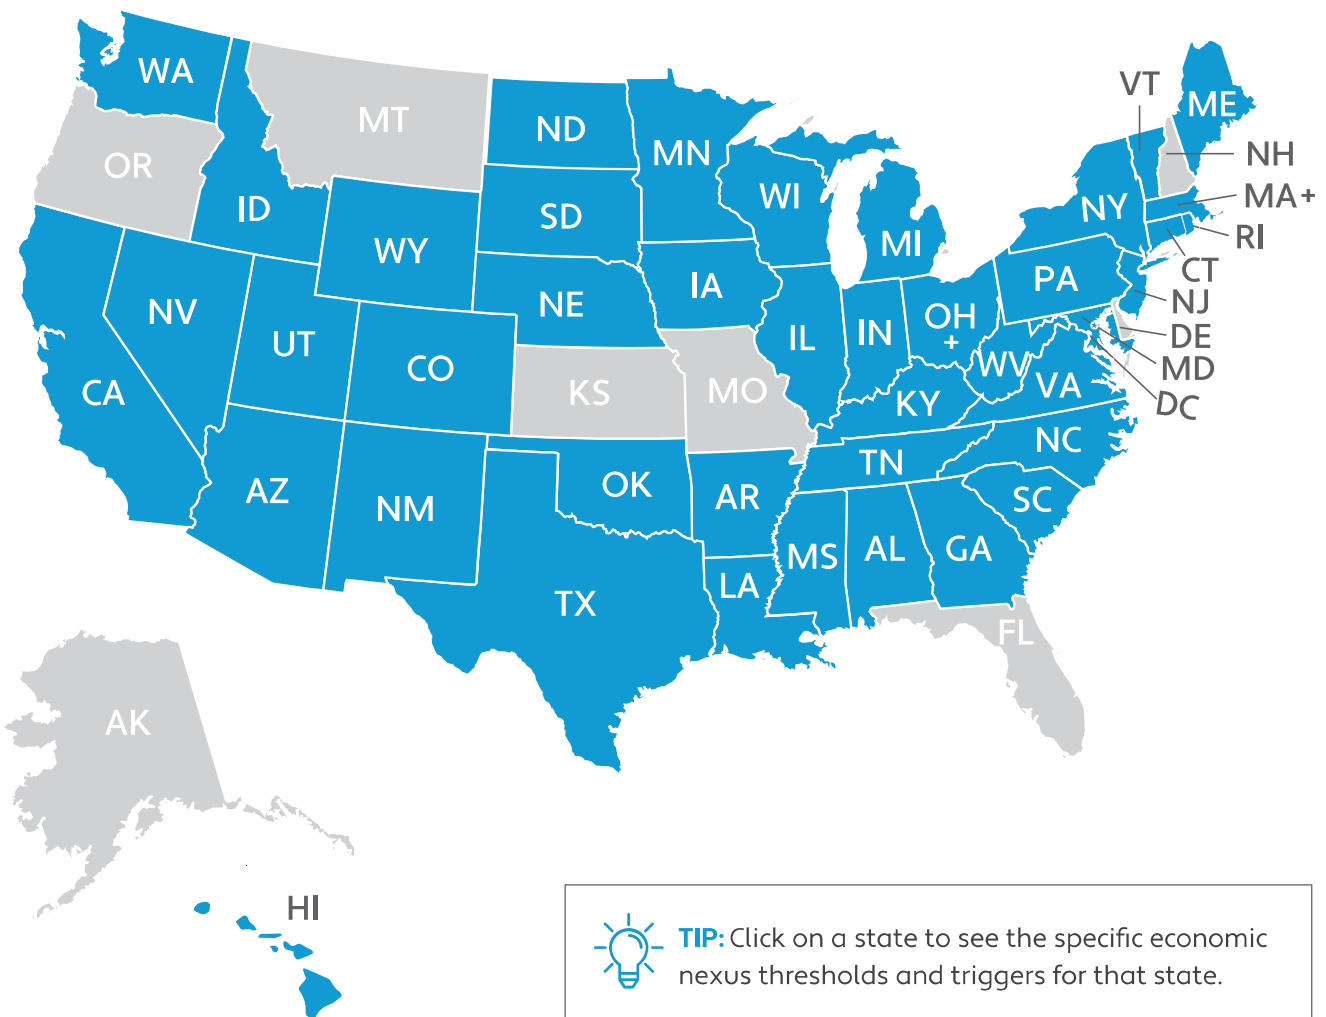 WA
MT
ND
MN
VT
ME
OR
ID
SD
WI
NY
NH
MA+
RI
WY
MI
CT
NV
NE
IA
PA
NJ
UT
CO
IL
IN
OH
+
DE
MD
DC
CA
KS
MO
WV
VA
KY
NC
AZ
NM
OK
AR
TN
SC
TX
LA
MS
AL
GA
FL
AK
HI
TIP: Click on a state to see the specific economic
nexus thresholds and triggers for that state.